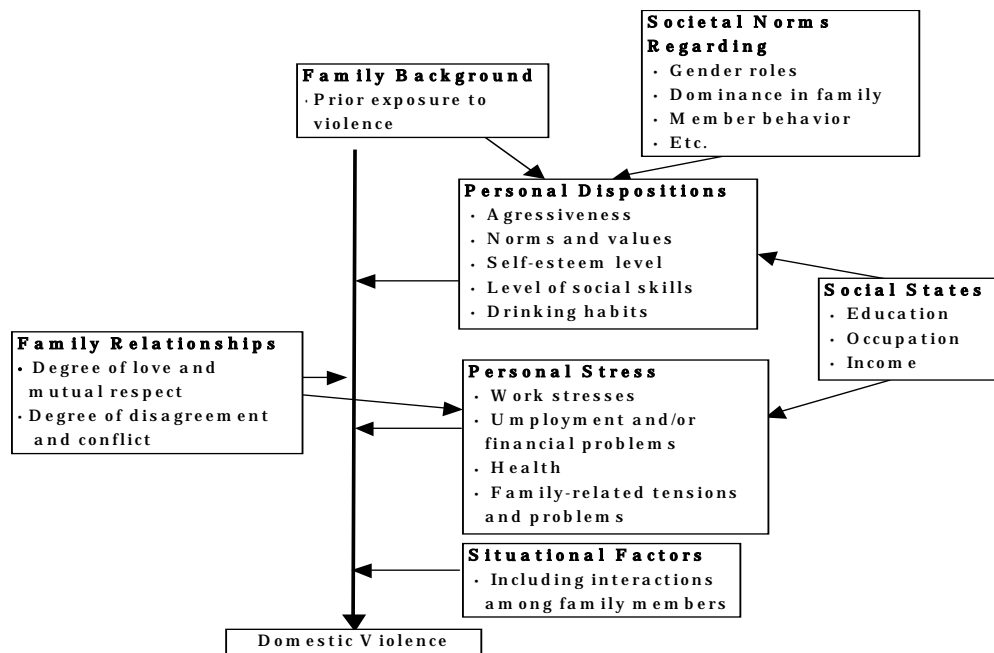 Societal Norms
Regarding
· Gender roles
· Dominance in family
· Member behavior
· Etc.
Family Background
· Prior exposure to
violence
Personal Dispositions
· Agressiveness
· Norms and values
· Self-esteem level
· Level of social skills
· Drinking habits
Social States
· Education
· Occupation
· Income
Family Relationships
• Degree of love and
mutual respect
· Degree of disagreement
and conflict
Personal Stress
· Work stresses
· Umployment and/or
financial problems
· Health
· Family-related tensions
and problems
Situational Factors
· Including interactions
among family members
Domestic Violence